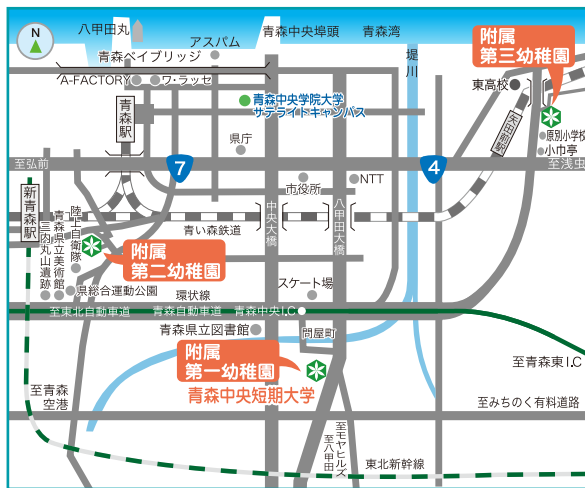 N
八甲田丸
青森ベイブリッジ
アスパム
青森中央埠頭
青森湾
堤川
附属
第三幼稚園
A-FACTORY
ワ・ラッセ
青森中央学院大学
サテライトキャンパス
東高校
青森駅
県庁
矢田前駅
原別小学校
小巾亭
至弘前
7
4
至浅虫
市役所
NTT
新青森駅
陸上自衛隊
青森県立美術館
三内丸山遺跡
青い森鉄道
中央大橋
八甲田大橋
附属
第二幼稚園
県総合運動公園
環状線
スケート場
至東北自動車道
青森自動車道
青森中央I.C
青森県立図書館
問屋町
附属
第一幼稚園
青森中央短期大学
至青森東I.C
至青森
空港
至みちのく有料道路
至モヤヒルズ
至八甲田
東北新幹線